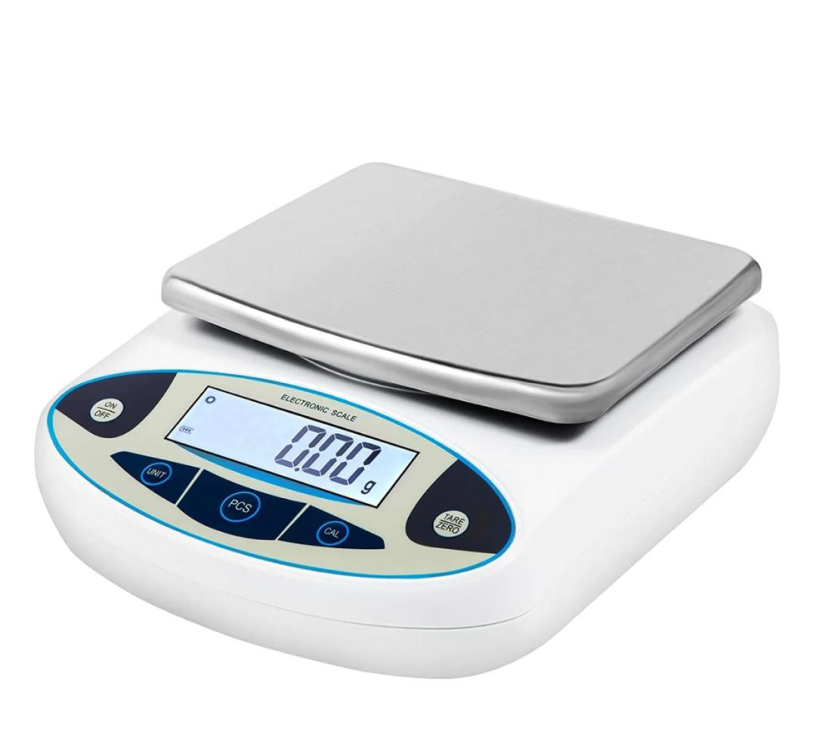 ELECTRONIC SCALE
ON
OFF
0.00 g
UNIT
PCS
CAL
TARE
ZERO